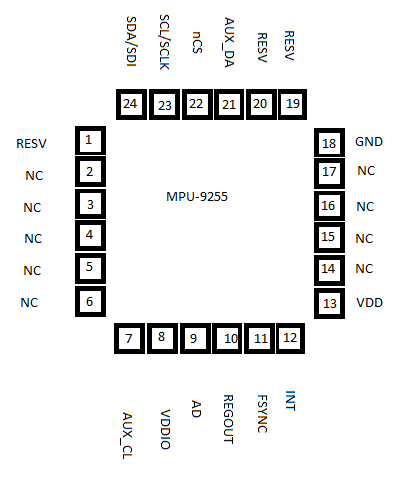 SDA/SDI
SCL/SCLK
nCS
AUX_DA
RESV
RESV
24
23
22
21
20
19
RESV 1
NC 2
NC 3
NC 4
NC 5
NC 6
MPU-9255
18 GND
17 NC
16 NC
15 NC
14 NC
13 VDD
7
8
9
10
11
12
AUX_CL
VDDIO
AD
REGOUT
FSYNC
INT